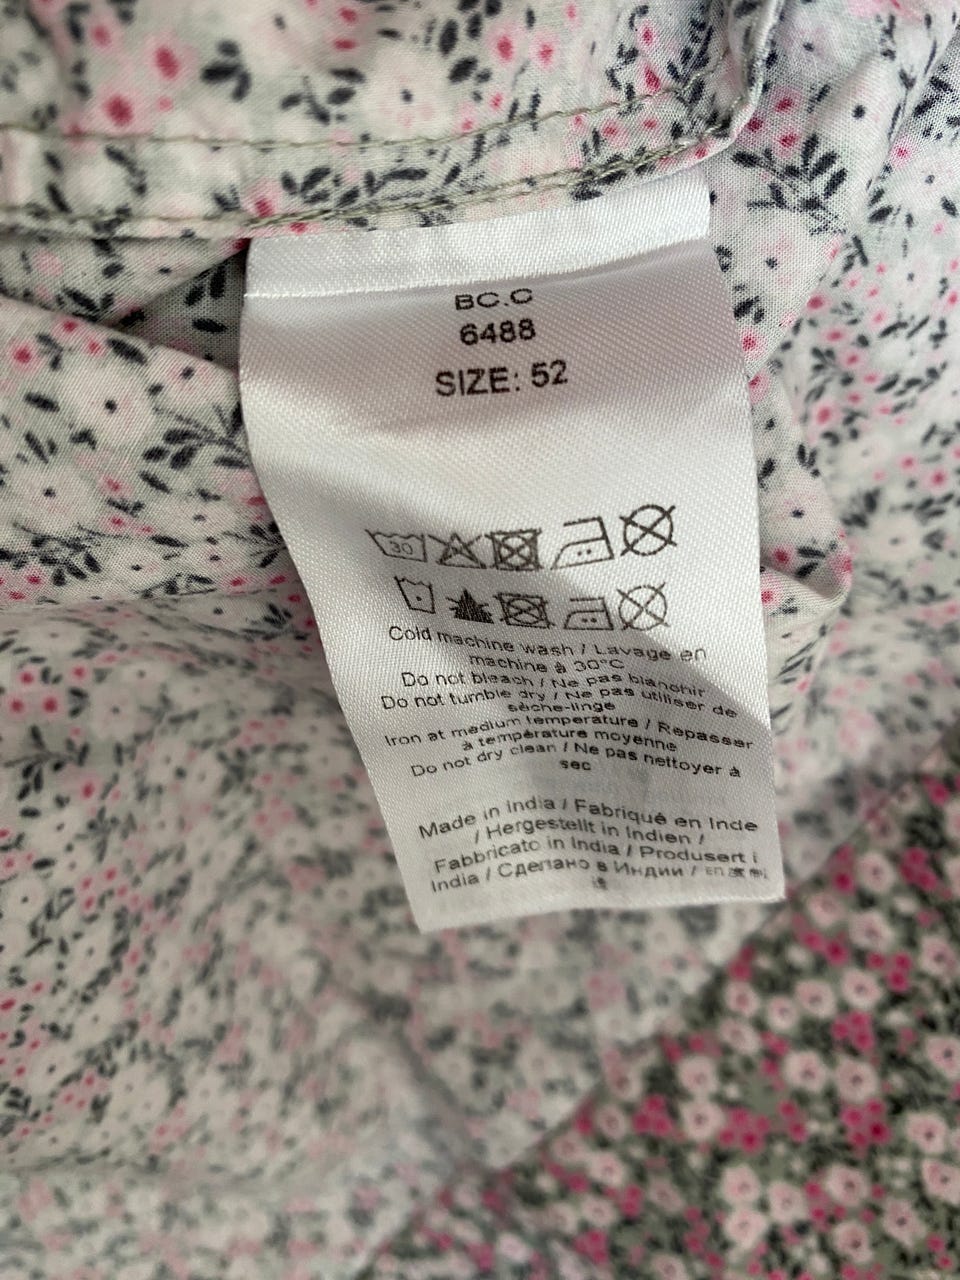 BC.C
6488
SIZE: 52
30
Cold machine wash / Lavage en
machine à 30°C
Do not bleach / Ne pas blanchir
Do not tumble dry / Ne pas utiliser de
sèche-linge
Iron at medium temperature / Repasser
à température moyenne
Do not dry clean / Ne pas nettoyer à
sec
Made in India / Fabriqué en Inde
/ Hergestellt in Indien /
Fabbricato in India / Produsert i
India / Сделано в Индии /